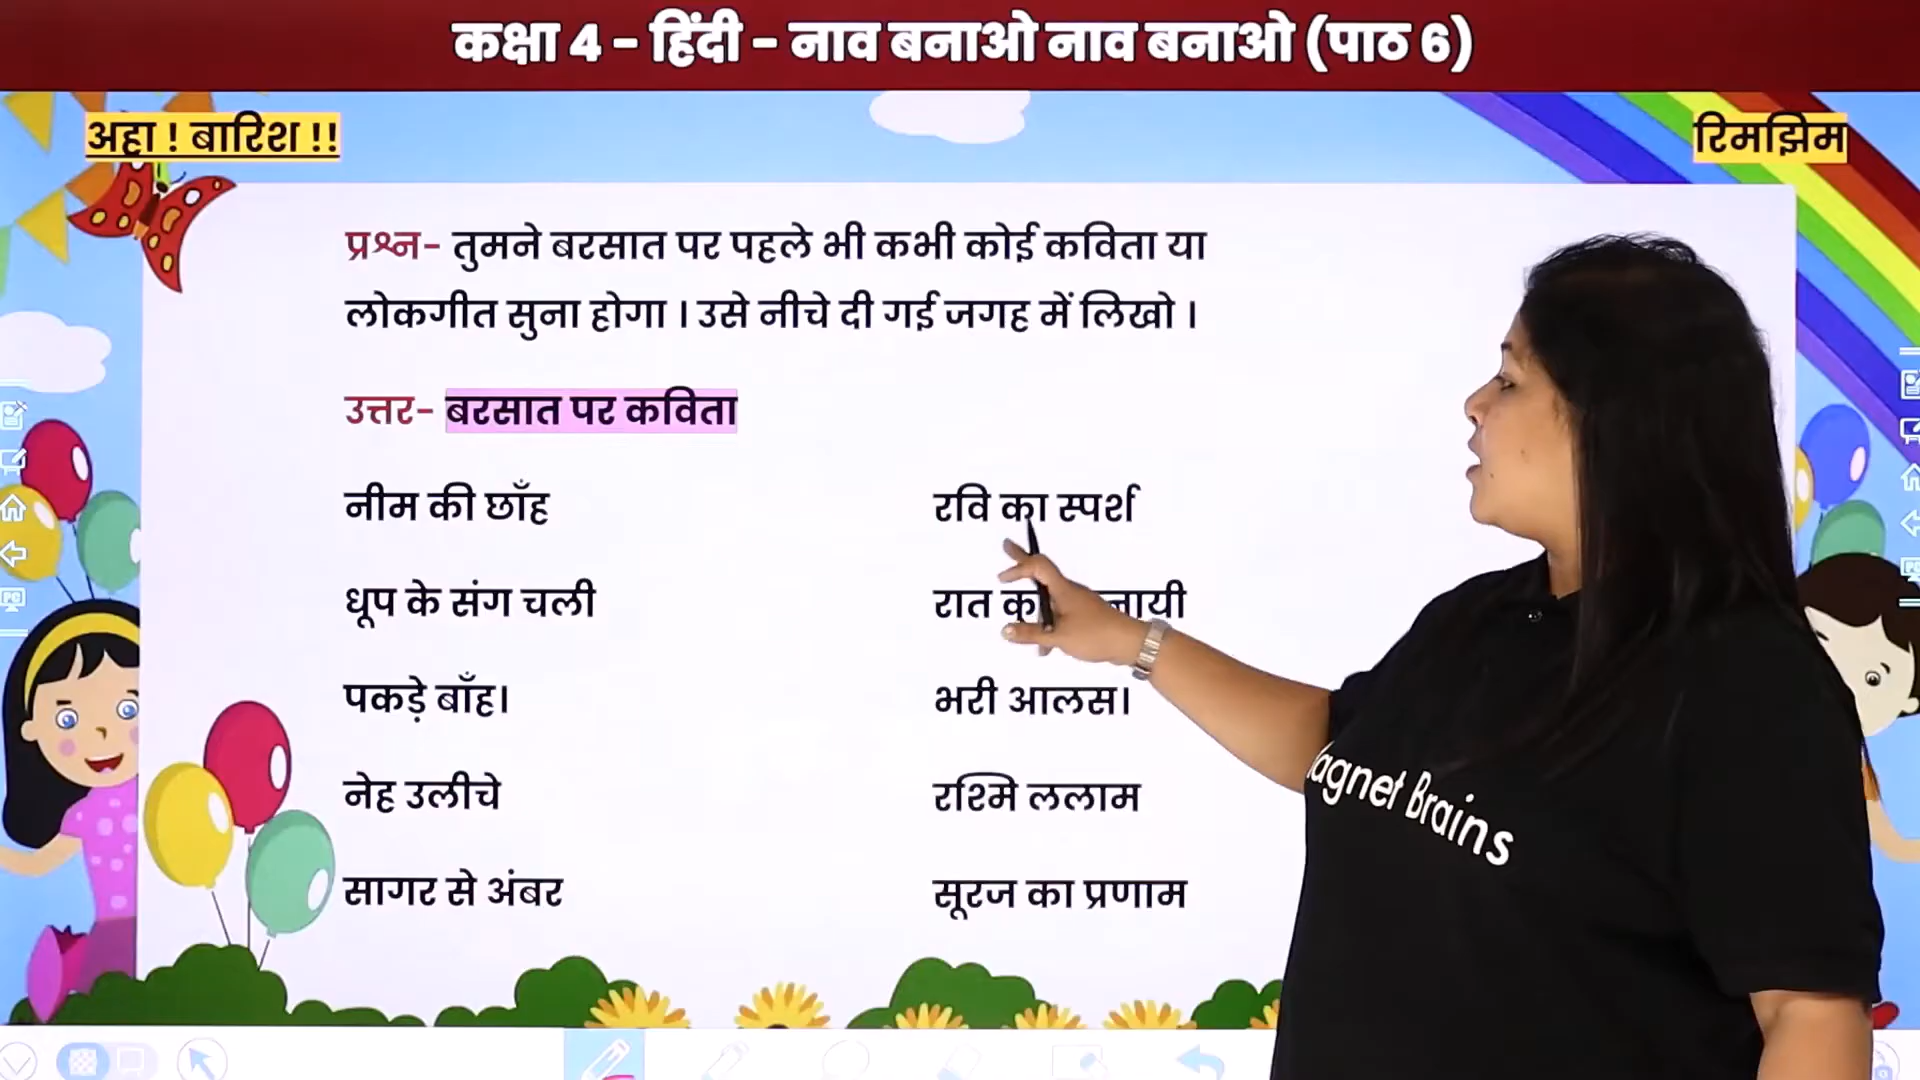 कक्षा 4 - हिंदी - नाव बनाओ नाव बनाओ (पाठ 6)
अहा ! बारिश !!
रिमझिम
प्रश्न- तुमने बरसात पर पहले भी कभी कोई कविता या
लोकगीत सुना होगा । उसे नीचे दी गई जगह में लिखो ।
उत्तर- बरसात पर कविता
नीम की छाँह
धूप के संग चली
पकड़े बाँह।
नेह उलीचे
सागर से अंबर
रवि का स्पर्श
रात
भरी आलस।
रश्मि ललाम
सूरज का प्रणाम
agnet Brains